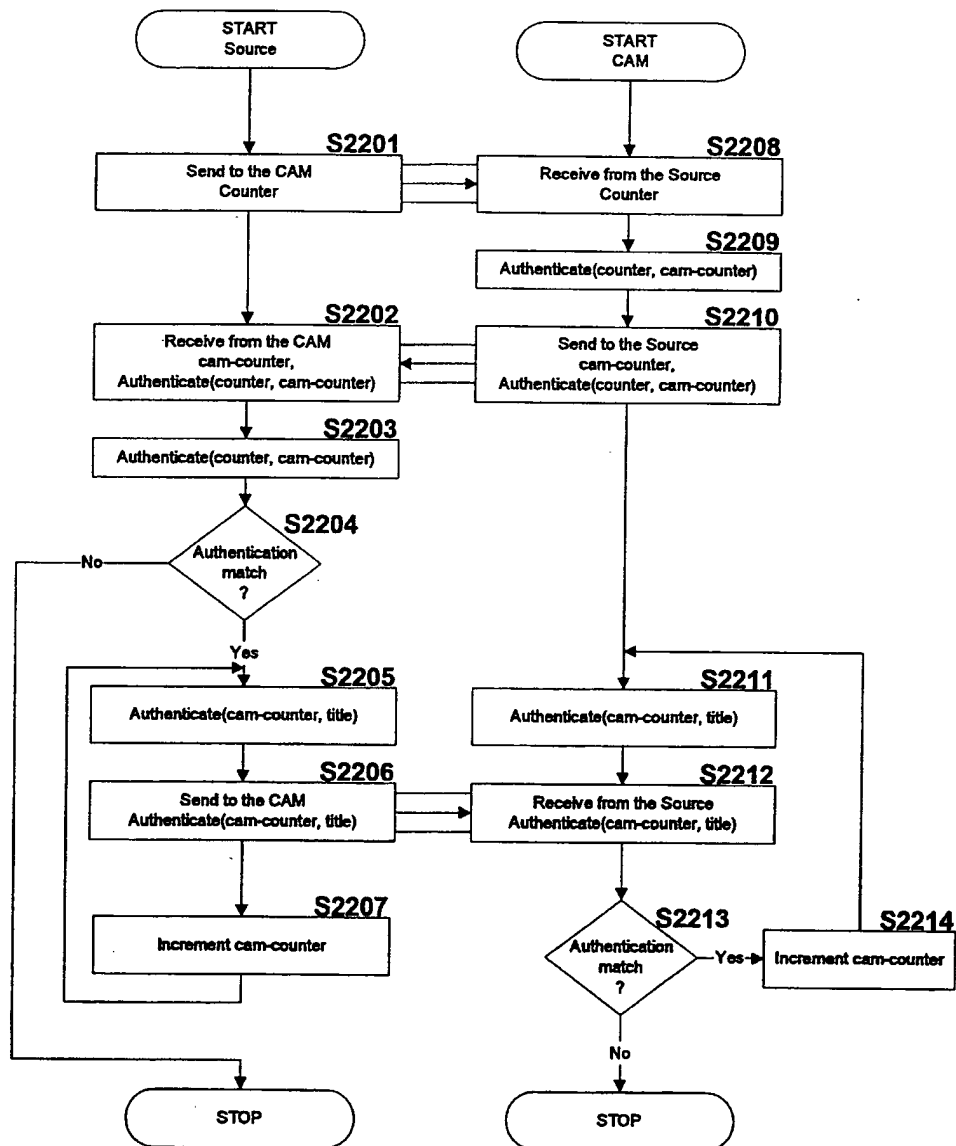 START
Source
START
CAM
S2201
Send to the CAM
Counter
S2208
Receive from the Source
Counter
S2209
Authenticate(counter, cam-counter)
S2202
Receive from the CAM
cam-counter,
Authenticate(counter, cam-counter)
S2210
Send to the Source
cam-counter,
Authenticate(counter, cam-counter)
S2203
Authenticate(counter, cam-counter)
S2204
Authentication
match
?
No
Yes
S2205
Authenticate(cam-counter, title)
S2211
Authenticate(cam-counter, title)
S2206
Send to the CAM
Authenticate(cam-counter, title)
S2212
Receive from the Source
Authenticate(cam-counter, title)
S2207
Increment cam-counter
S2213
Authentication
match
?
Yes
S2214
Increment cam-counter
No
STOP
STOP